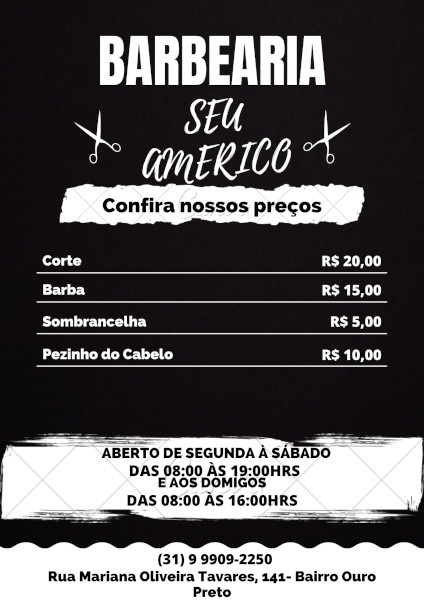 BARBEARIA
SEU
AMERICO
Confira nossos preços
Corte R$ 20,00
Barba R$ 15,00
Sombrancelha R$ 5,00
Pezinho do Cabelo R$ 10,00
ABERTO DE SEGUNDA À SÁBADO
DAS 08:00 ÀS 19:00HRS
E AOS DOMIGOS
DAS 08:00 ÀS 16:00HRS
(31) 9 9909-2250
Rua Mariana Oliveira Tavares, 141- Bairro Ouro
Preto